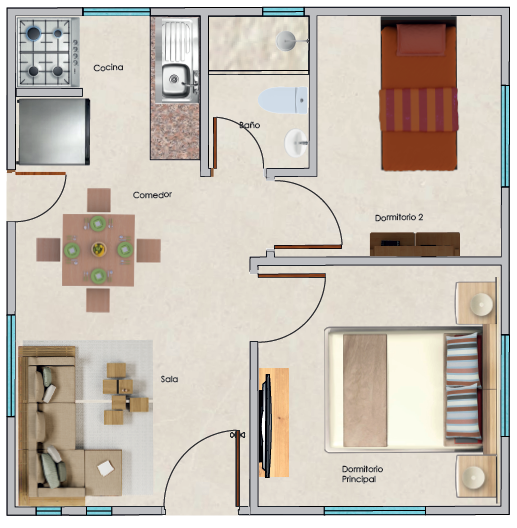 Cocina
Baño
Comedor
Dormitorio 2
Sala
Dormitorio
Principal